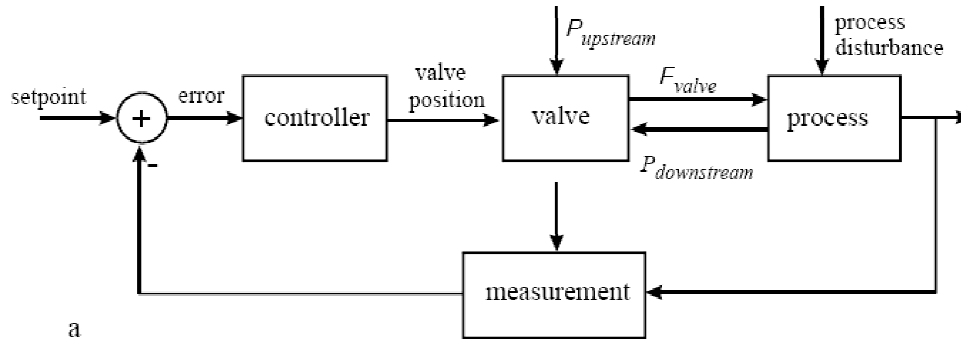 P_upstream
process
disturbance
setpoint
error
controller
valve
position
valve
F_valve
process
P_downstream
+
-
measurement
a